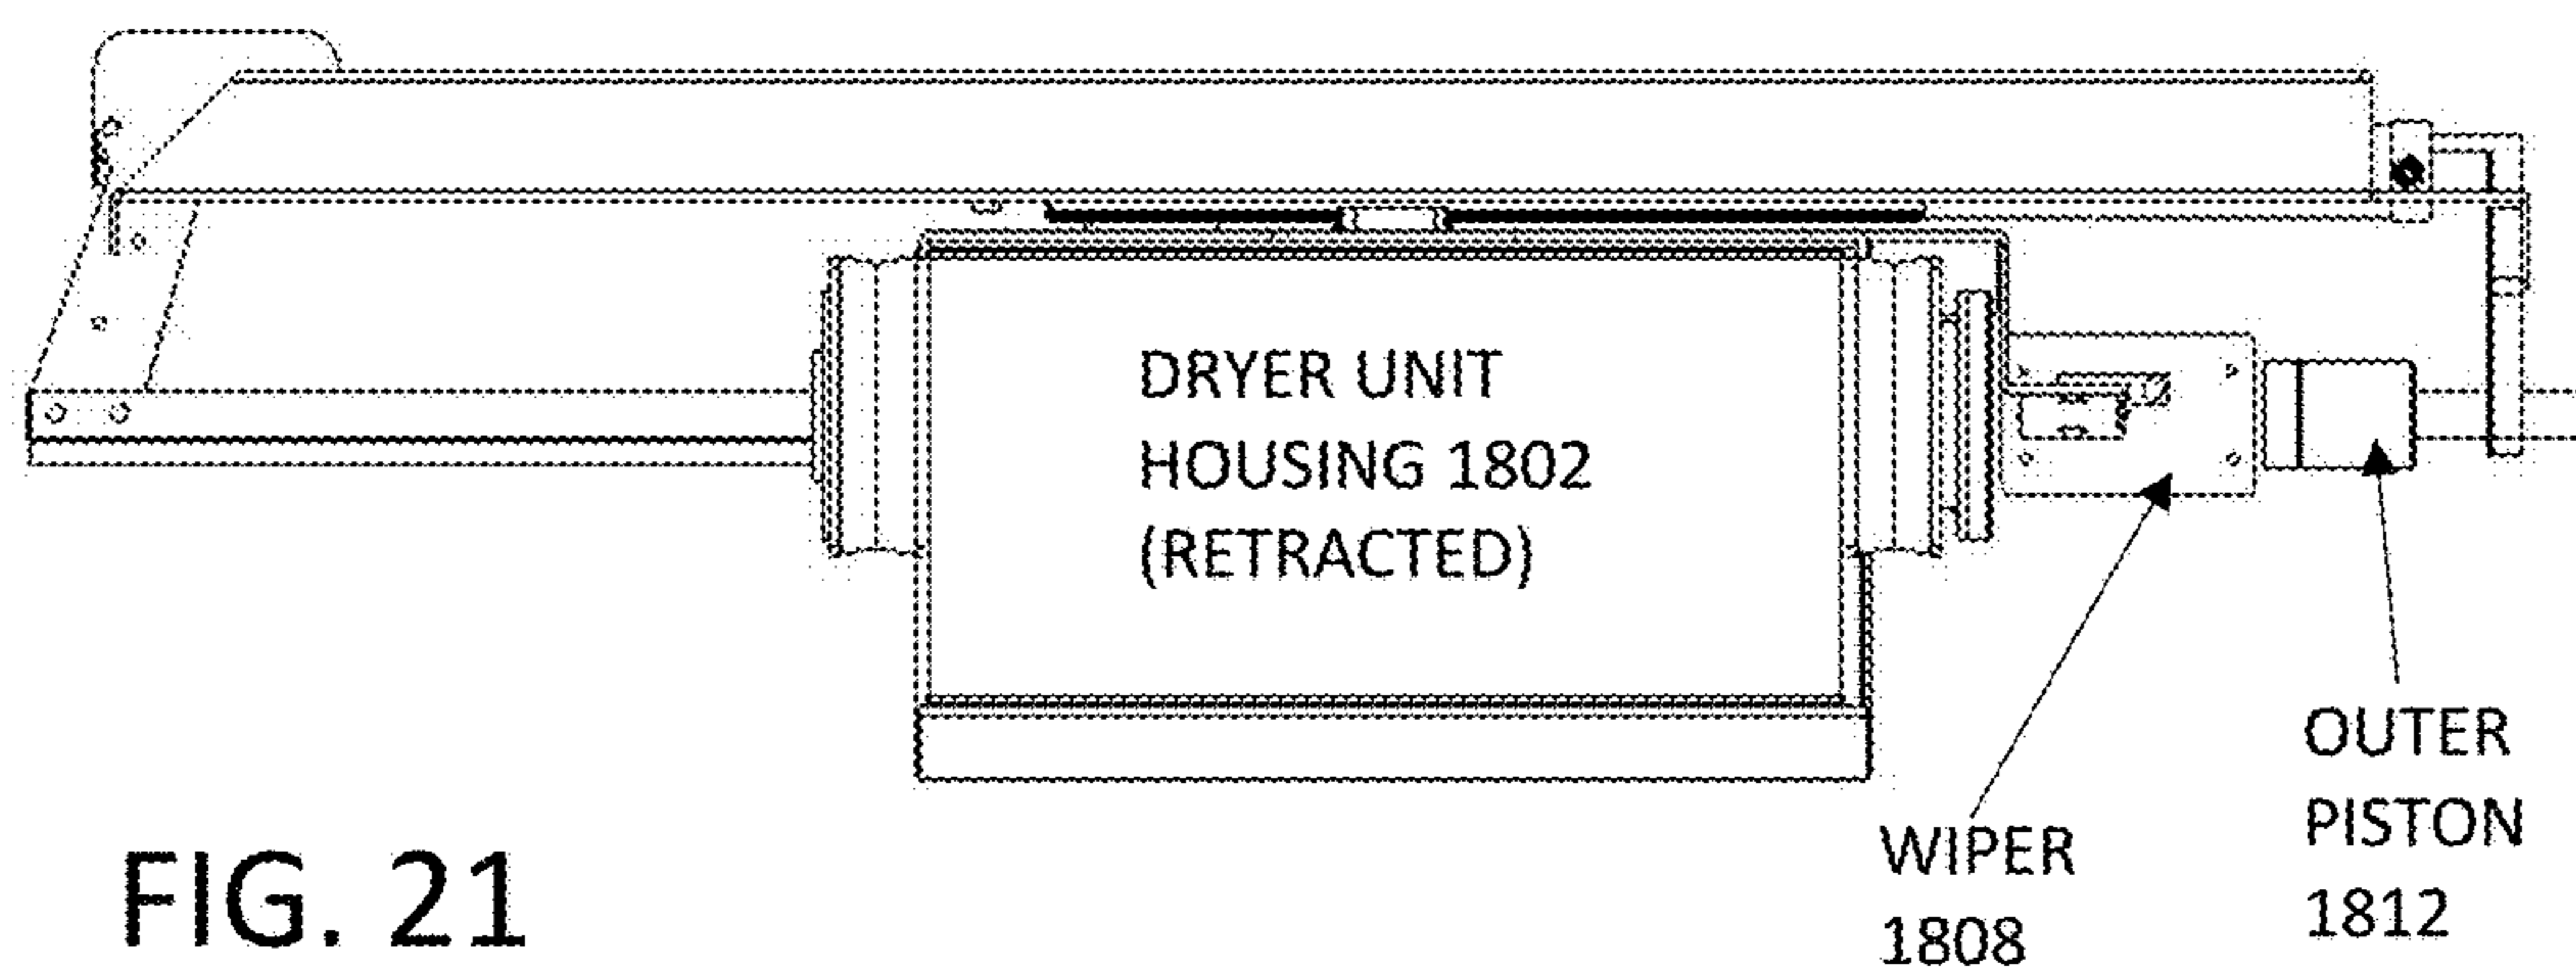 DRYER UNIT
HOUSING 1802
(RETRACTED)
OUTER
PISTON
1812
WIPER
1808
FIG. 21